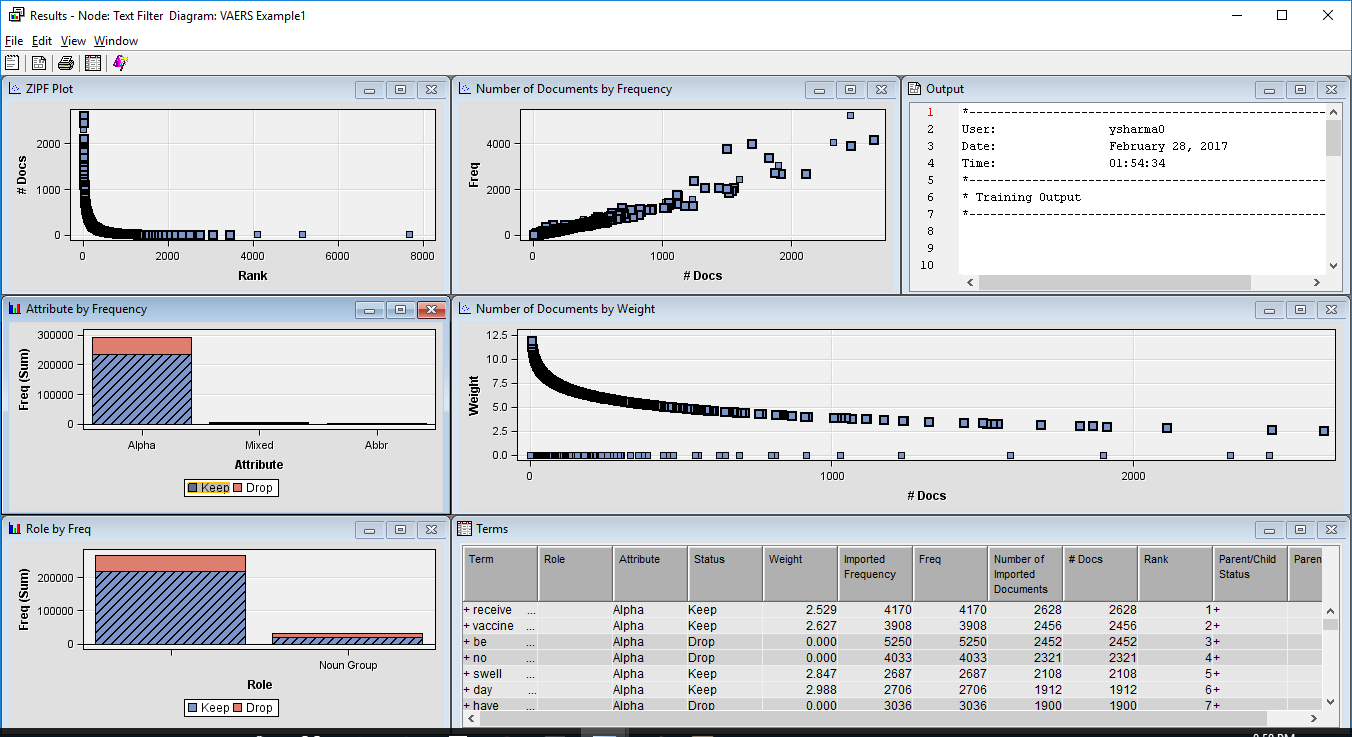 Results - Node: Text Filter  Diagram: VAERS Example1
File Edit View Window
ZIPF Plot
# Docs
2000
1000
0
0 2000 4000 6000 8000
Rank
Number of Documents by Frequency
Freq
4000
2000
0
0 1000 2000
# Docs
Output
1 *------------------------------------------------------------
2 User: ysharma0
3 Date: February 28, 2017
4 Time: 01:54:34
5 *------------------------------------------------------------
6 * Training Output
7 *------------------------------------------------------------
8
9
10
Attribute by Frequency
Freq (Sum)
300000
200000
100000
0
Alpha Mixed Abbr
Attribute
Keep Drop
Number of Documents by Weight
Weight
12.5
10.0
7.5
5.0
2.5
0.0
0 1000 2000
# Docs
Role by Freq
Freq (Sum)
200000
100000
0
Noun Group
Role
Keep Drop
Terms
Term Role Attribute Status Weight Imported Freq Number of # Docs Rank Parent/Child Paren
Frequency Imported Status
Documents
+ receive ... Alpha Keep 2.529 4170 4170 2628 2628 1 +
+ vaccine ... Alpha Keep 2.627 3908 3908 2456 2456 2 +
+ be ... Alpha Drop 0.000 5250 5250 2452 2452 3 +
+ no ... Alpha Drop 0.000 4033 4033 2321 2321 4 +
+ swell ... Alpha Keep 2.847 2687 2687 2108 2108 5 +
+ day ... Alpha Keep 2.988 2706 2706 1912 1912 6 +
+ have ... Alpha Drop 0.000 3036 3036 1900 1900 7 +